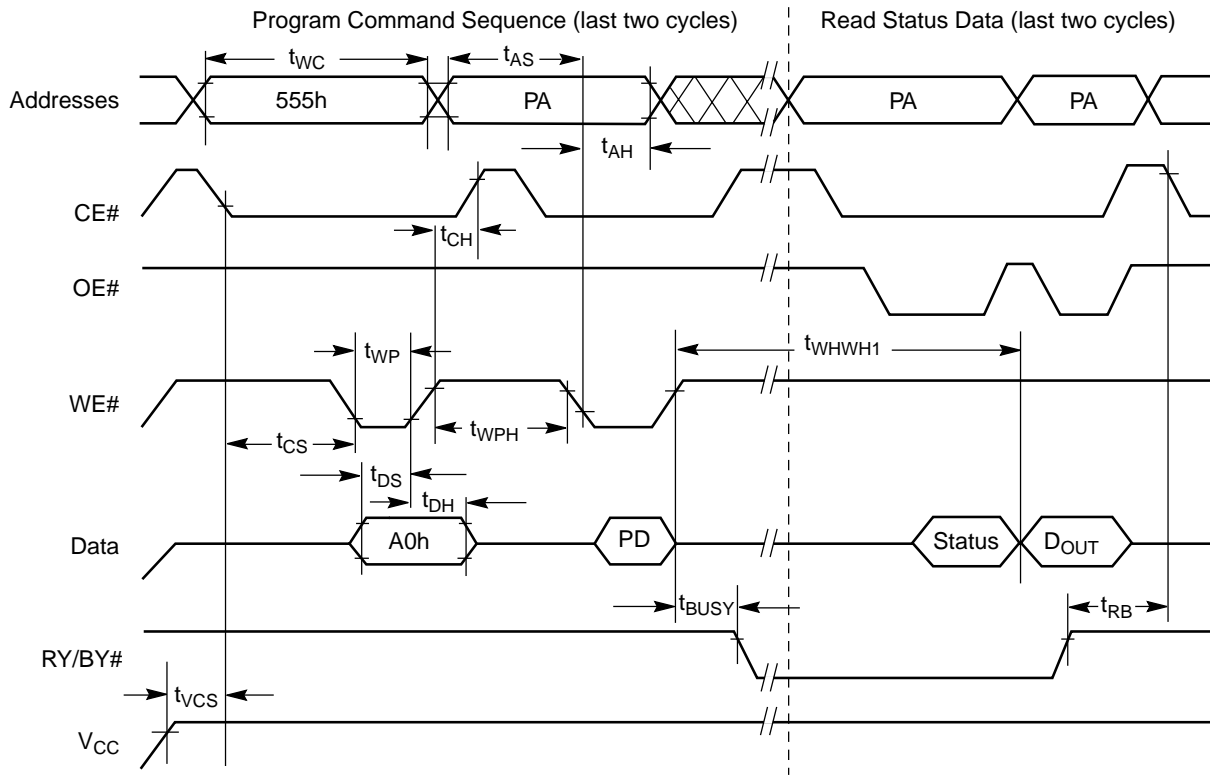 Program Command Sequence (last two cycles)
Read Status Data (last two cycles)
tWC
tAS
Addresses
555h
PA
PA
PA
tAH
CE#
tCH
OE#
tWP
tWHWH1
WE#
tCS
tWPH
tDS
tDH
Data
A0h
PD
Status
DOUT
tBUSY
tRB
RY/BY#
tVCS
VCC